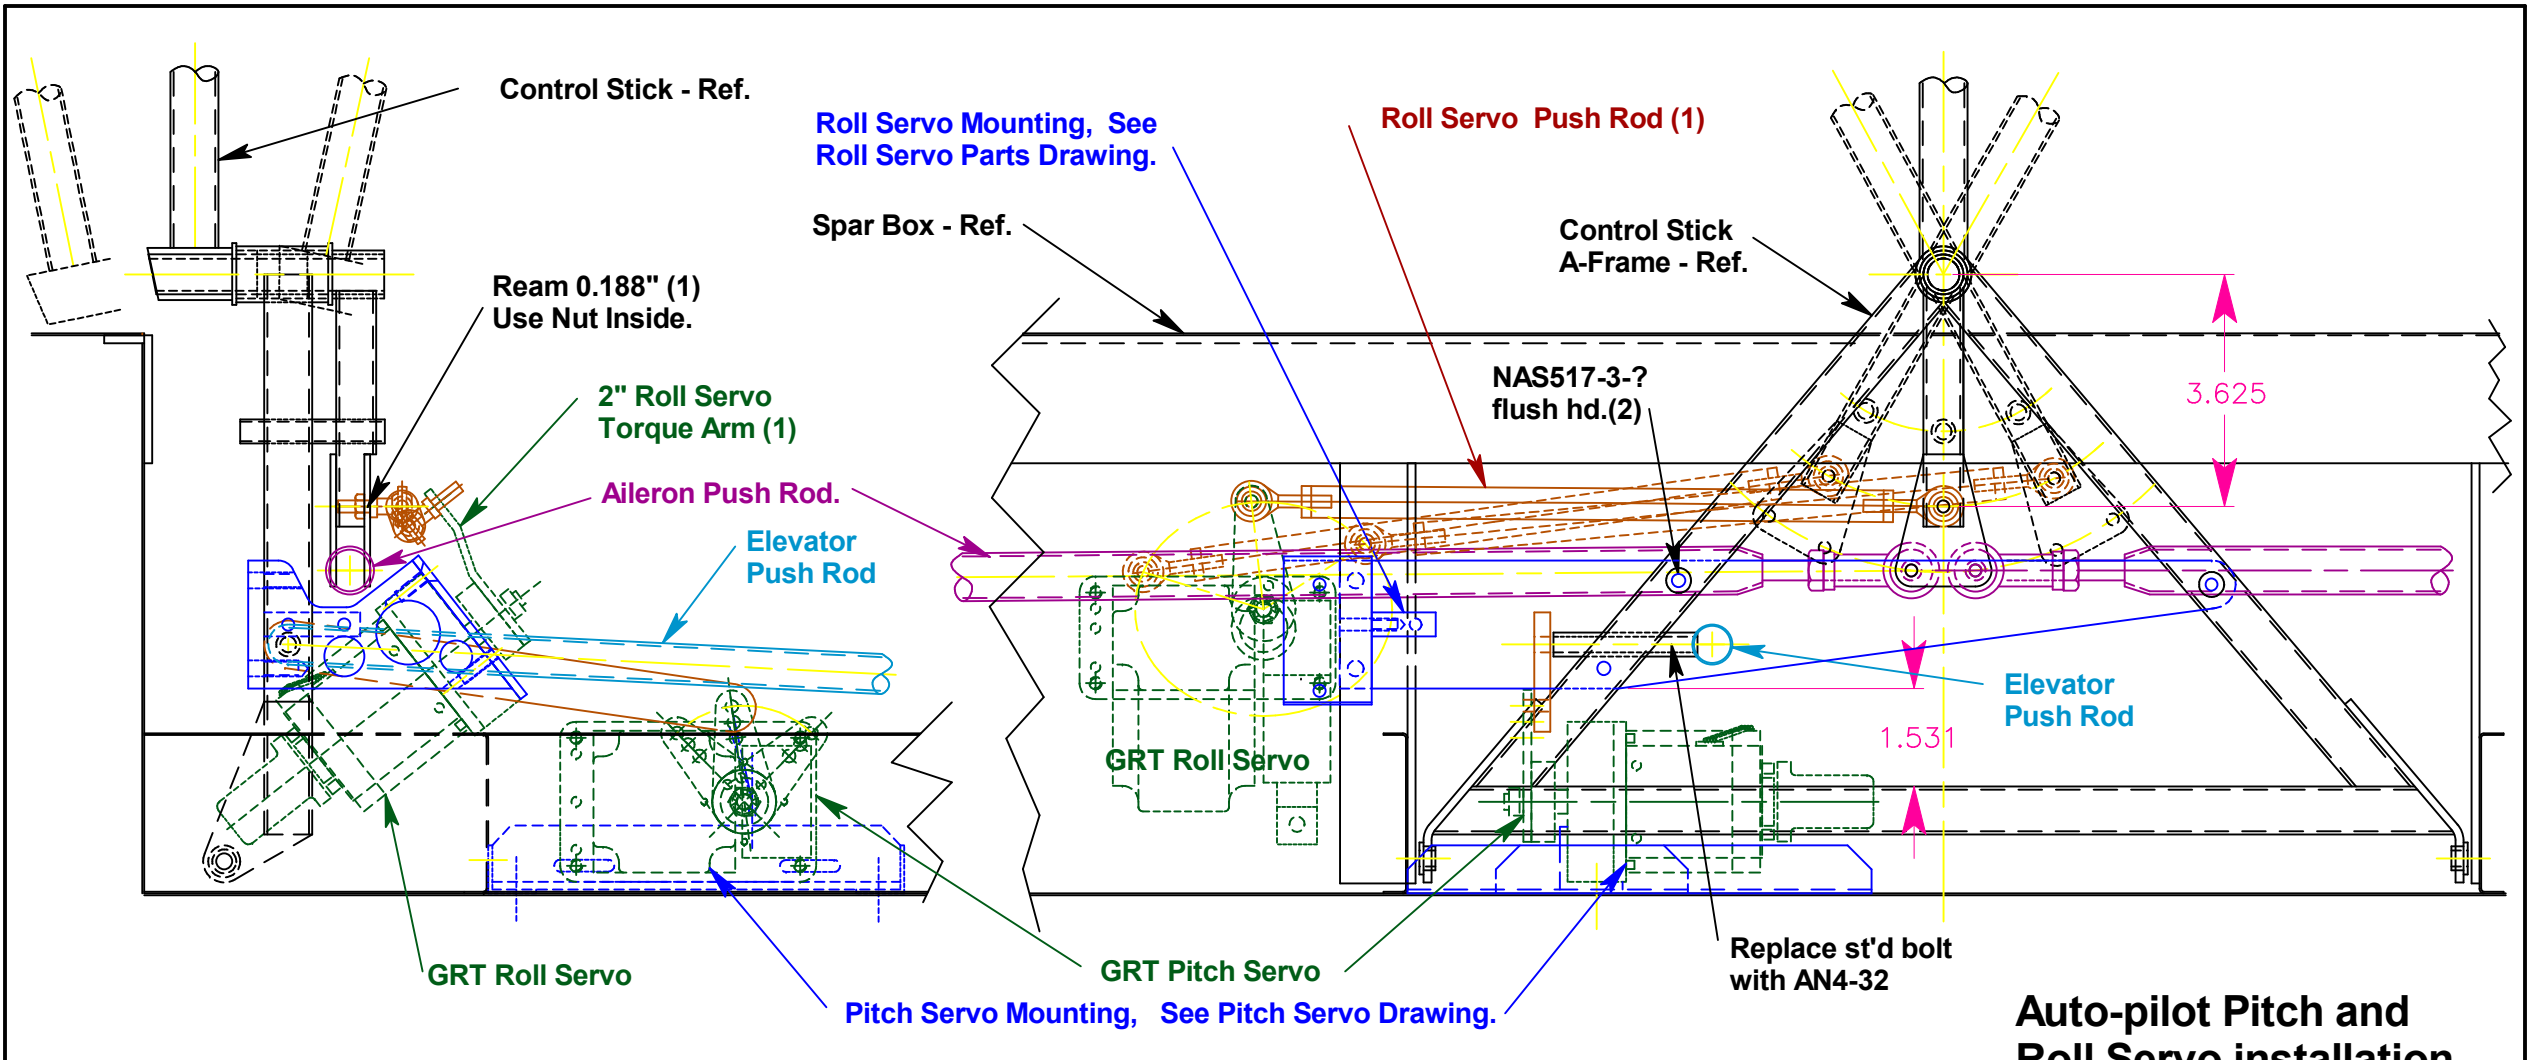 Control Stick - Ref.
Roll Servo Mounting, See
Roll Servo Parts Drawing.
Roll Servo Push Rod (1)
Spar Box - Ref.
Control Stick
A-Frame - Ref.
Ream 0.188" (1)
Use Nut Inside.
2" Roll Servo
Torque Arm (1)
NAS517-3-?
flush hd.(2)
3.625
Aileron Push Rod.
Elevator
Push Rod
Elevator
Push Rod
1.531
GRT Roll Servo
GRT Roll Servo
GRT Pitch Servo
Replace st'd bolt
with AN4-32
Pitch Servo Mounting, See Pitch Servo Drawing.
Auto-pilot Pitch and
Roll Servo installation